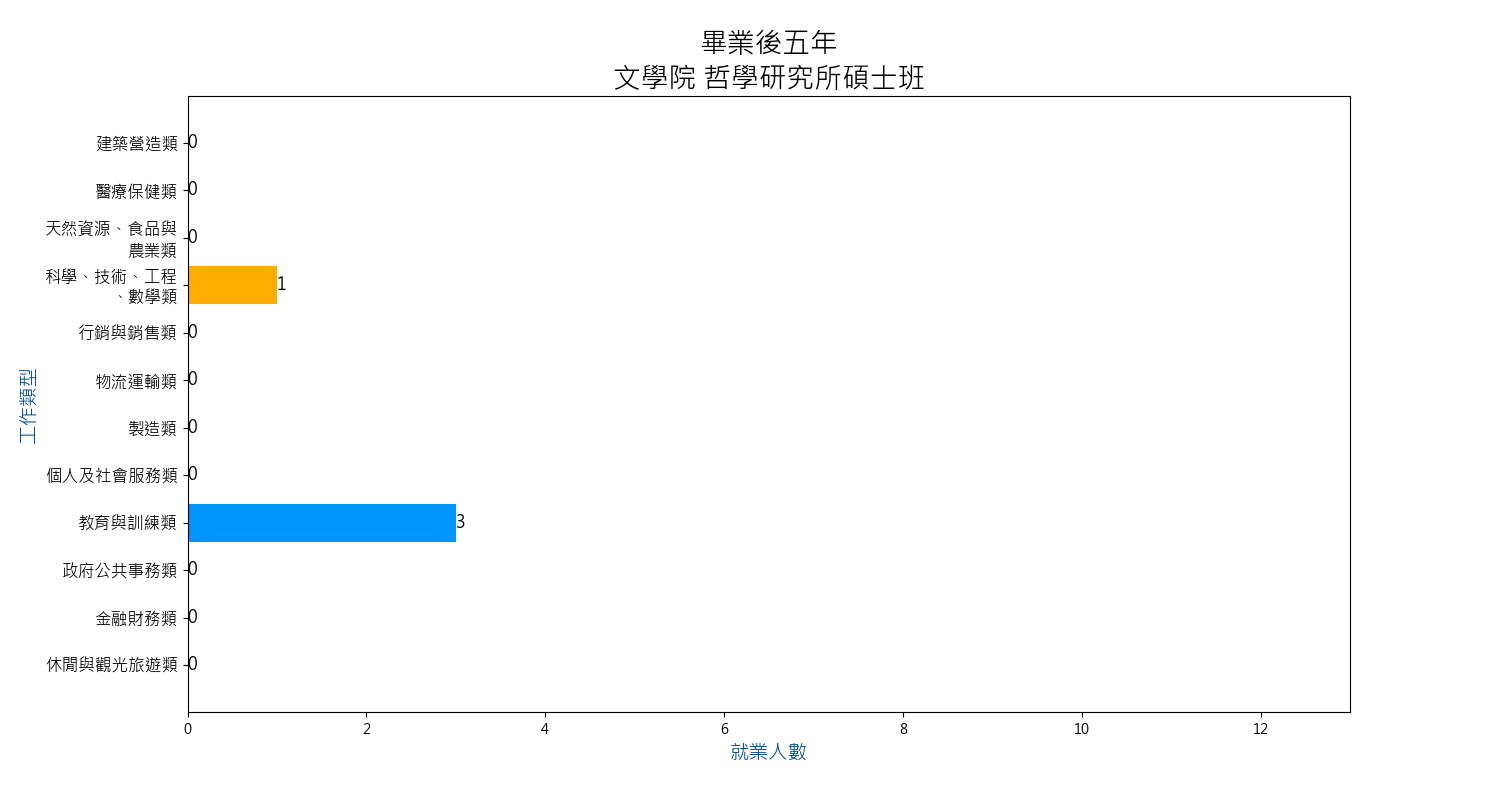 畢業後五年
文學院 哲學研究所碩士班
建築營造類
0
醫療保健類
0
天然資源、食品與
農業類
0
科學、技術、工程
、數學類
1
行銷與銷售類
0
物流運輸類
0
製造類
0
個人及社會服務類
0
教育與訓練類
3
政府公共事務類
0
金融財務類
0
休閒與觀光旅遊類
0
工作類型
0 2 4 6 8 10 12
就業人數